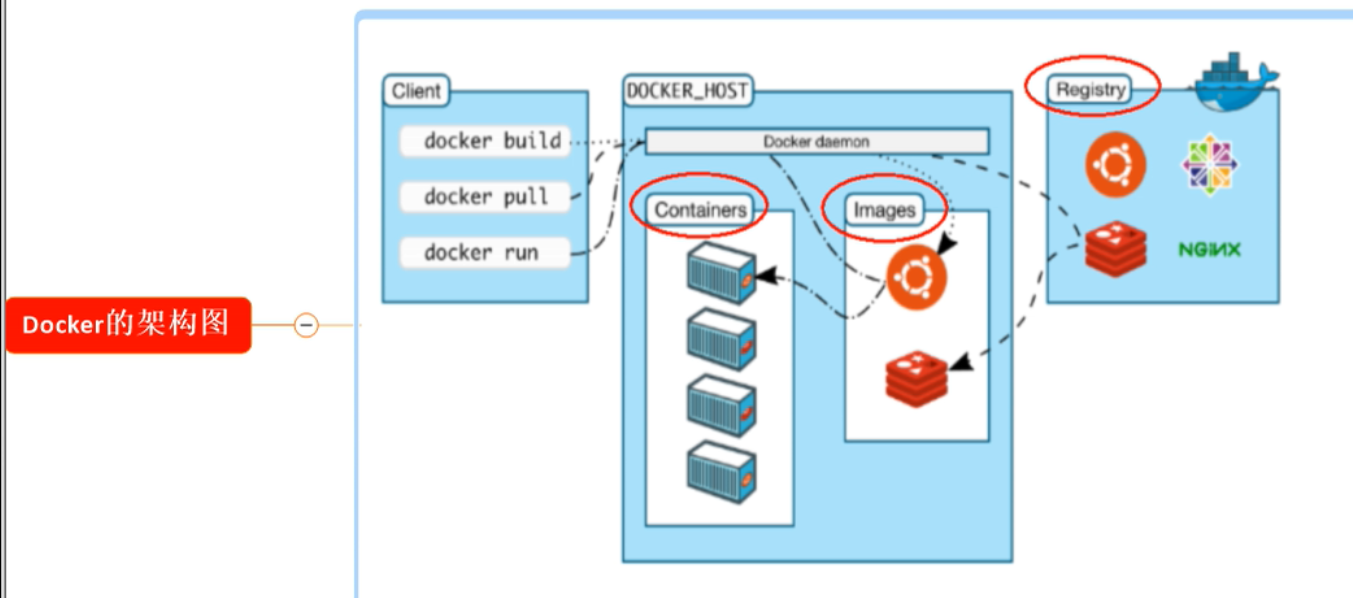 Docker的架构图
Client
docker build
docker pull
docker run
DOCKER_HOST
Docker daemon
Containers
Images
Registry
NGINX